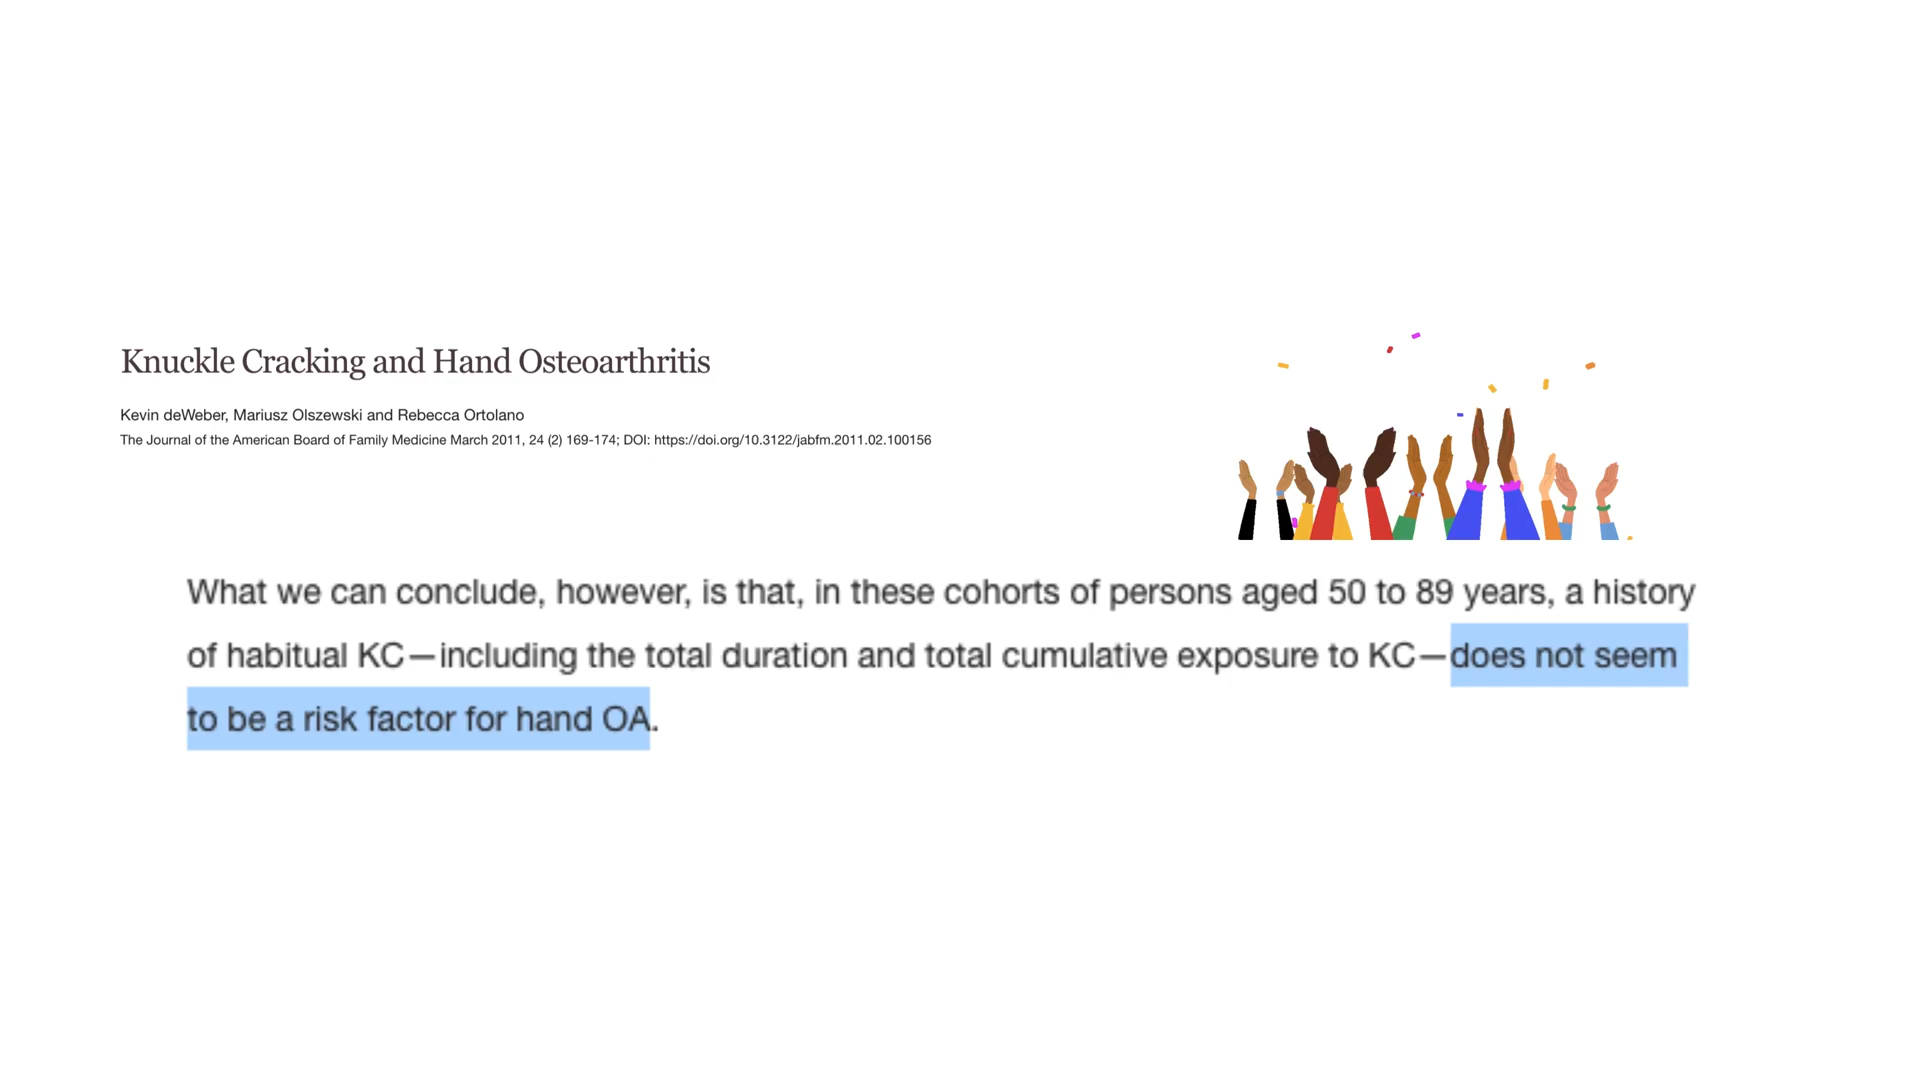 Knuckle Cracking and Hand Osteoarthritis
Kevin deWeber, Mariusz Olszewski and Rebecca Ortolano
The Journal of the American Board of Family Medicine March 2011, 24 (2) 169-174; DOI: https://doi.org/10.3122/jabfm.2011.02.100156
What we can conclude, however, is that, in these cohorts of persons aged 50 to 89 years, a history
of habitual KC—including the total duration and total cumulative exposure to KC—does not seem
to be a risk factor for hand OA.